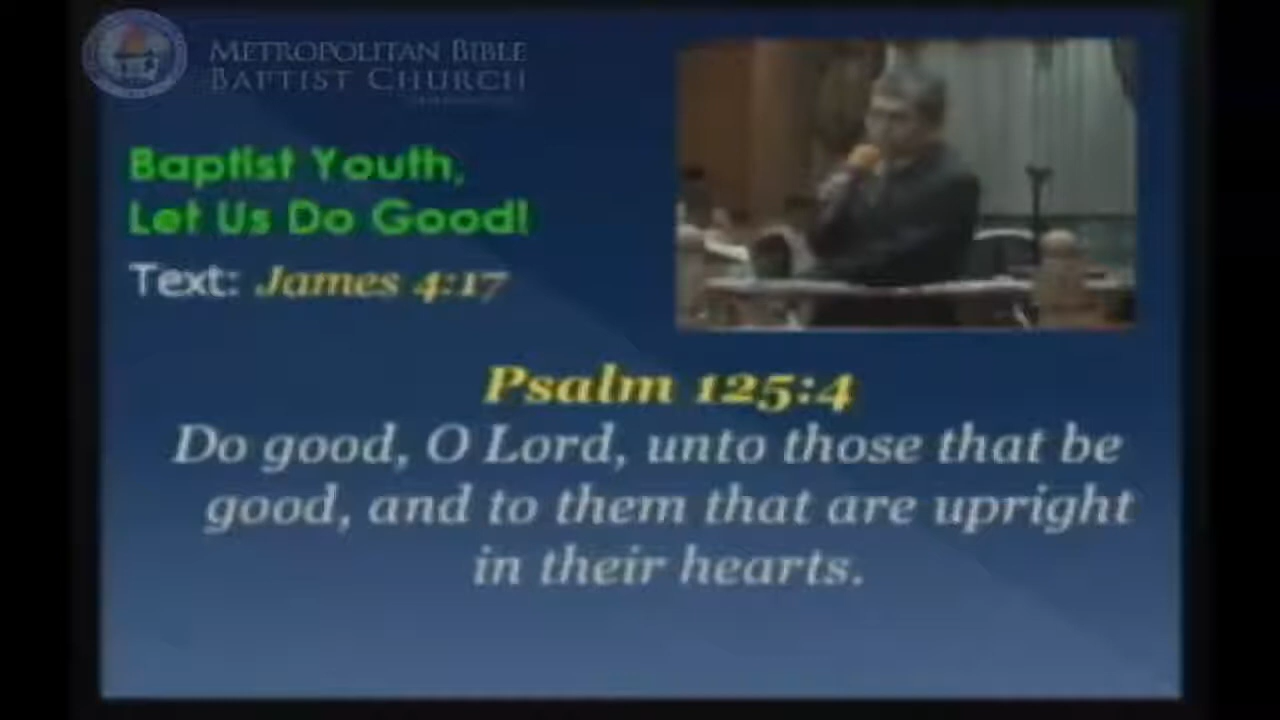 METROPOLITAN BIBLE
BAPTIST CHURCH
Baptist Youth,
Let Us Do Good!
Text: James 4:17
Psalm 125:4
Do good, O Lord, unto those that be
good, and to them that are upright
in their hearts.